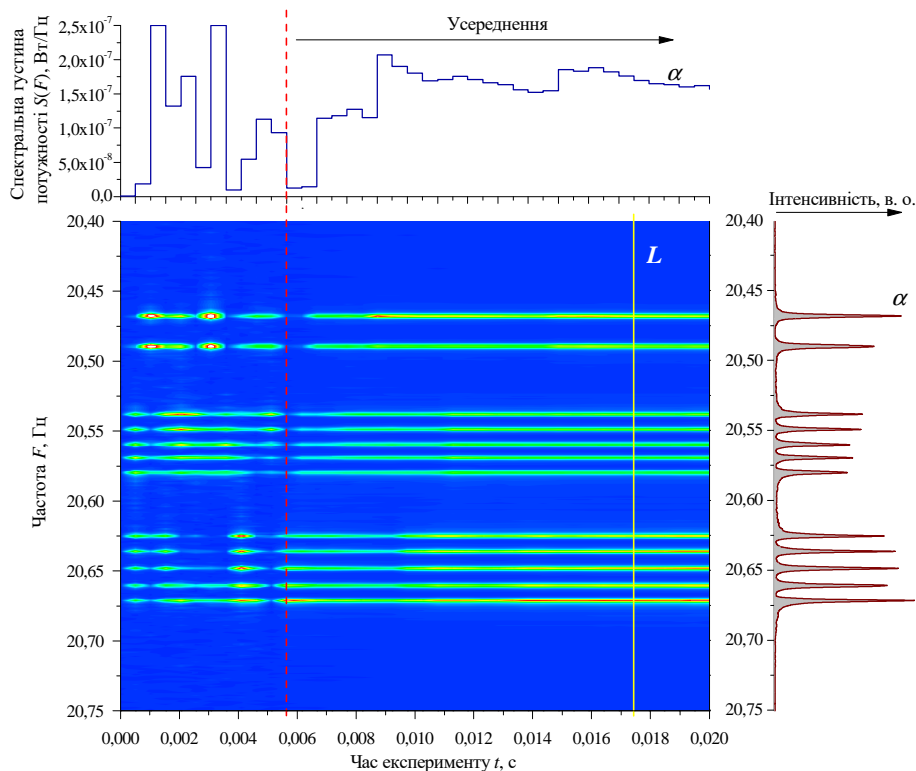 Спектральна густина
потужності S(F), Вт/Гц
2,5x10⁻⁷
2,0x10⁻⁷
1,5x10⁻⁷
1,0x10⁻⁷
5,0x10⁻⁸
0,0
Усереднення
α
Частота F, Гц
20,40
20,45
20,50
20,55
20,60
20,65
20,70
20,75
L
0,000
0,002
0,004
0,006
0,008
0,010
0,012
0,014
0,016
0,018
0,020
Час експерименту t, с
Інтенсивність, в. о.
20,40
20,45
20,50
20,55
20,60
20,65
20,70
20,75
α